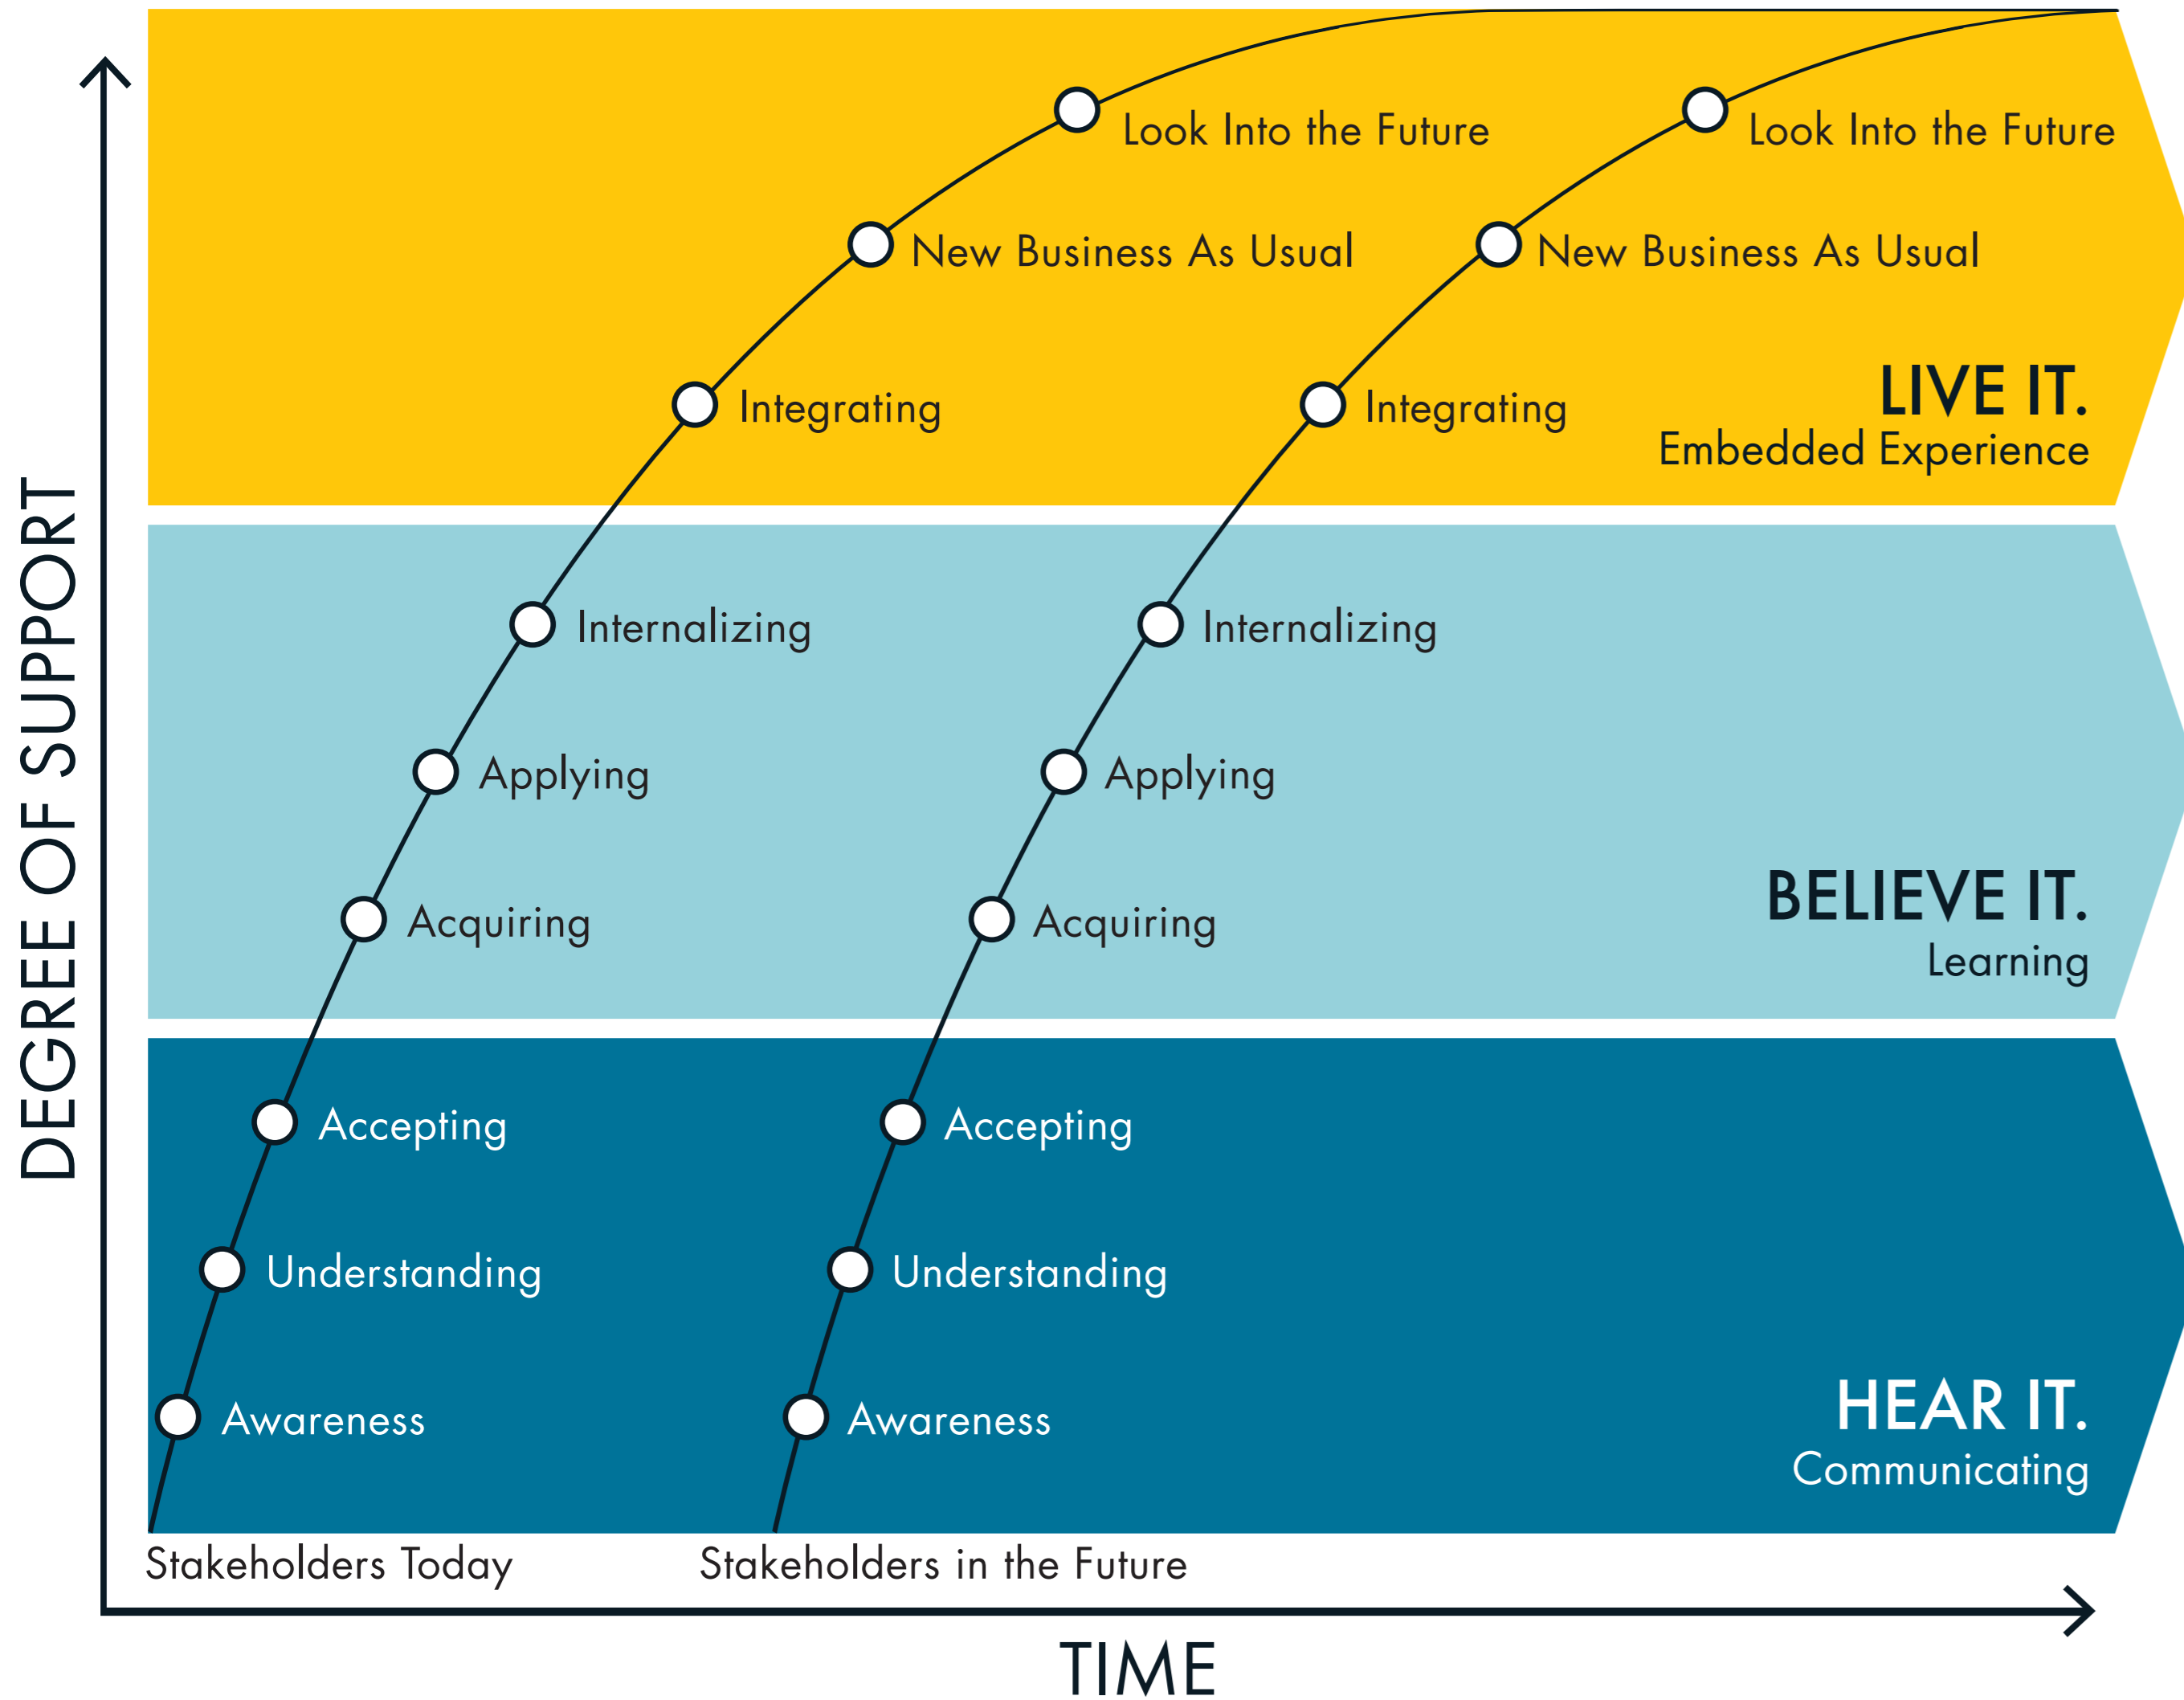 Look Into the Future
Look Into the Future
New Business As Usual
New Business As Usual
LIVE IT.
Integrating
Integrating
Embedded Experience
DEGREE OF SUPPORT
Internalizing
Internalizing
Applying
Applying
BELIEVE IT.
Acquiring
Acquiring
Learning
Accepting
Accepting
Understanding
Understanding
HEAR IT.
Awareness
Awareness
Communicating
Stakeholders Today
Stakeholders in the Future
TIME